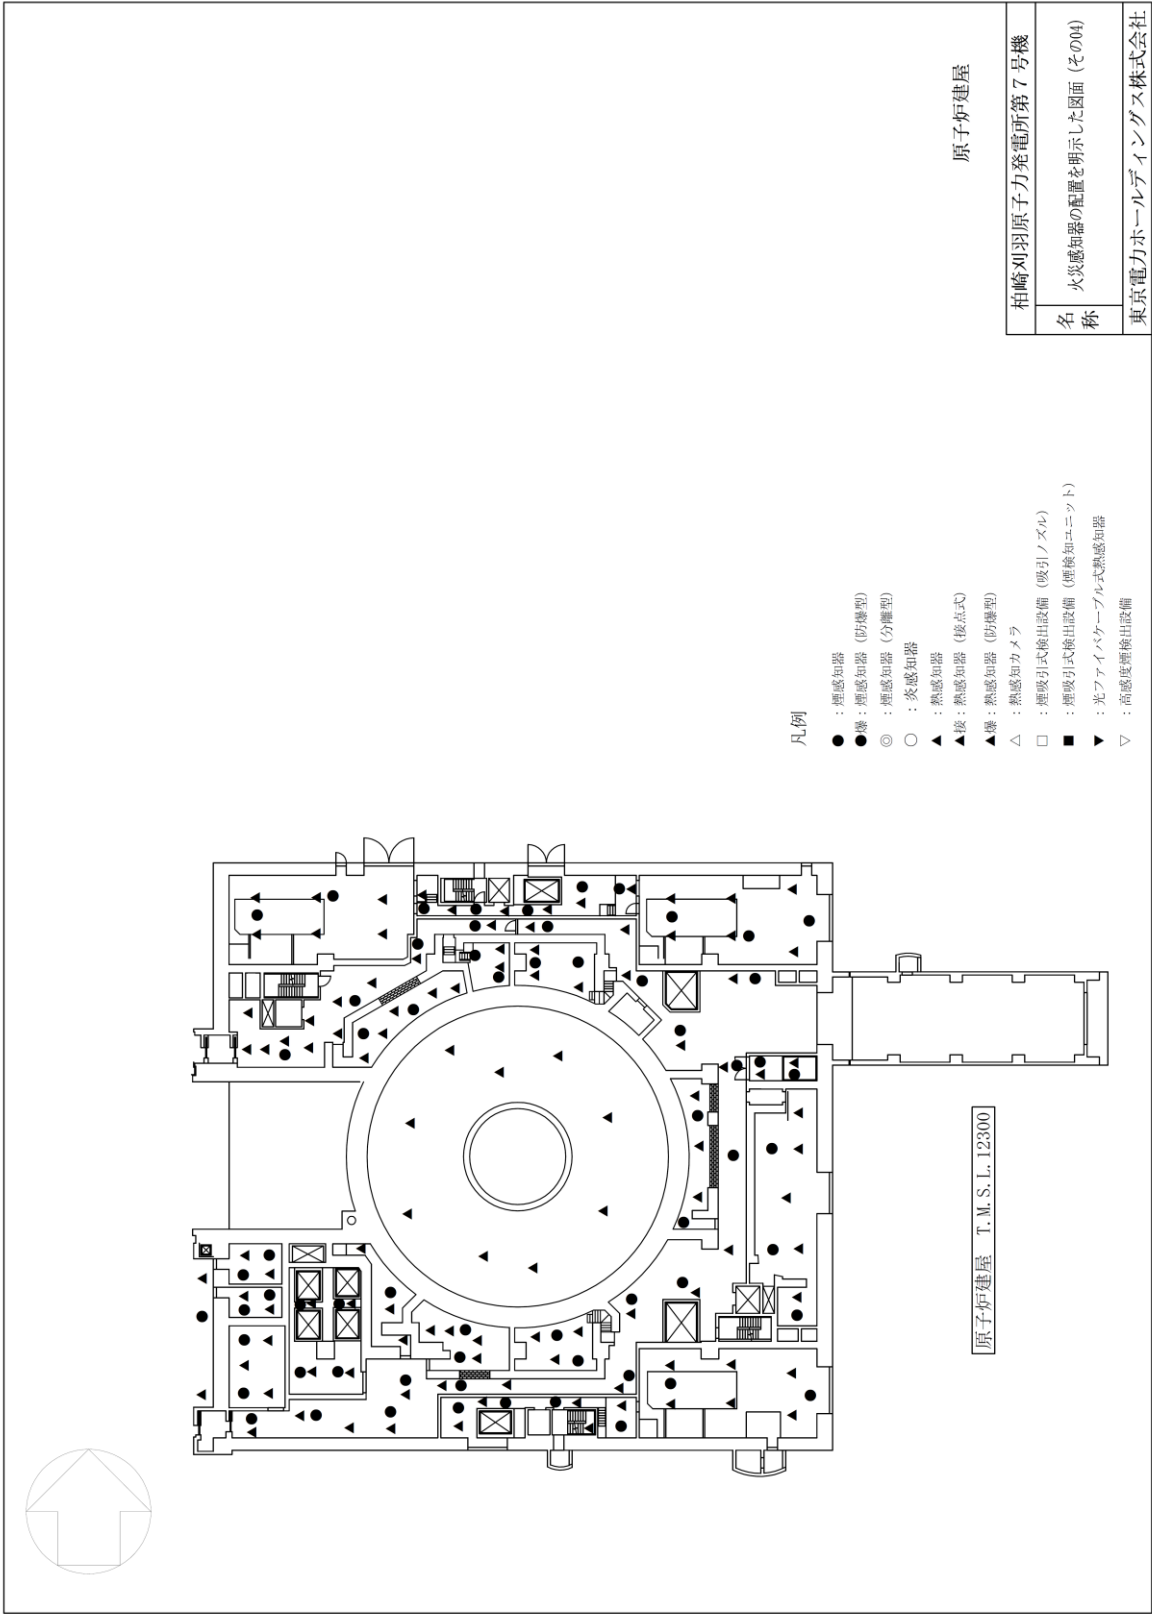 原子炉建屋 T.M.S.L.12300
凡例
● ：煙感知器
●爆：煙感知器（防爆型）
◎ ：煙感知器（分離型）
○ ：炎感知器
▲ ：熱感知器
▲接：熱感知器（接点式）
▲爆：熱感知器（防爆型）
△ ：熱感知カメラ
□ ：煙吸引式検出設備（吸引ノズル）
■ ：煙吸引式検出設備（煙検知ユニット）
▼ ：光ファイバケーブル式熱感知器
▽ ：高感度煙検出設備
原子炉建屋
柏崎刈羽原子力発電所第７号機
名称 火災感知器の配置を明示した図面（その04）
東京電力ホールディングス株式会社